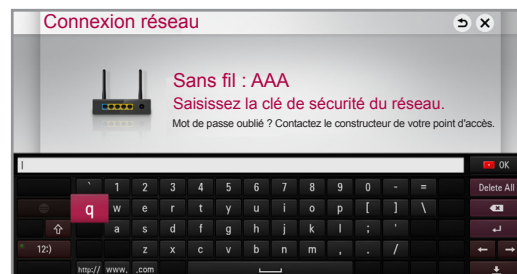 Connexion réseau
Sans fil : AAA
Saisissez la clé de sécurité du réseau.
Mot de passe oublié ? Contactez le constructeur de votre point d'accès.
OK
` 1 2 3 4 5 6 7 8 9 0 - = Delete All
q w e r t y u i o p [ ] \
a s d f g h j k l ; '
12:) z x c v b n m , . /
http:// www. .com